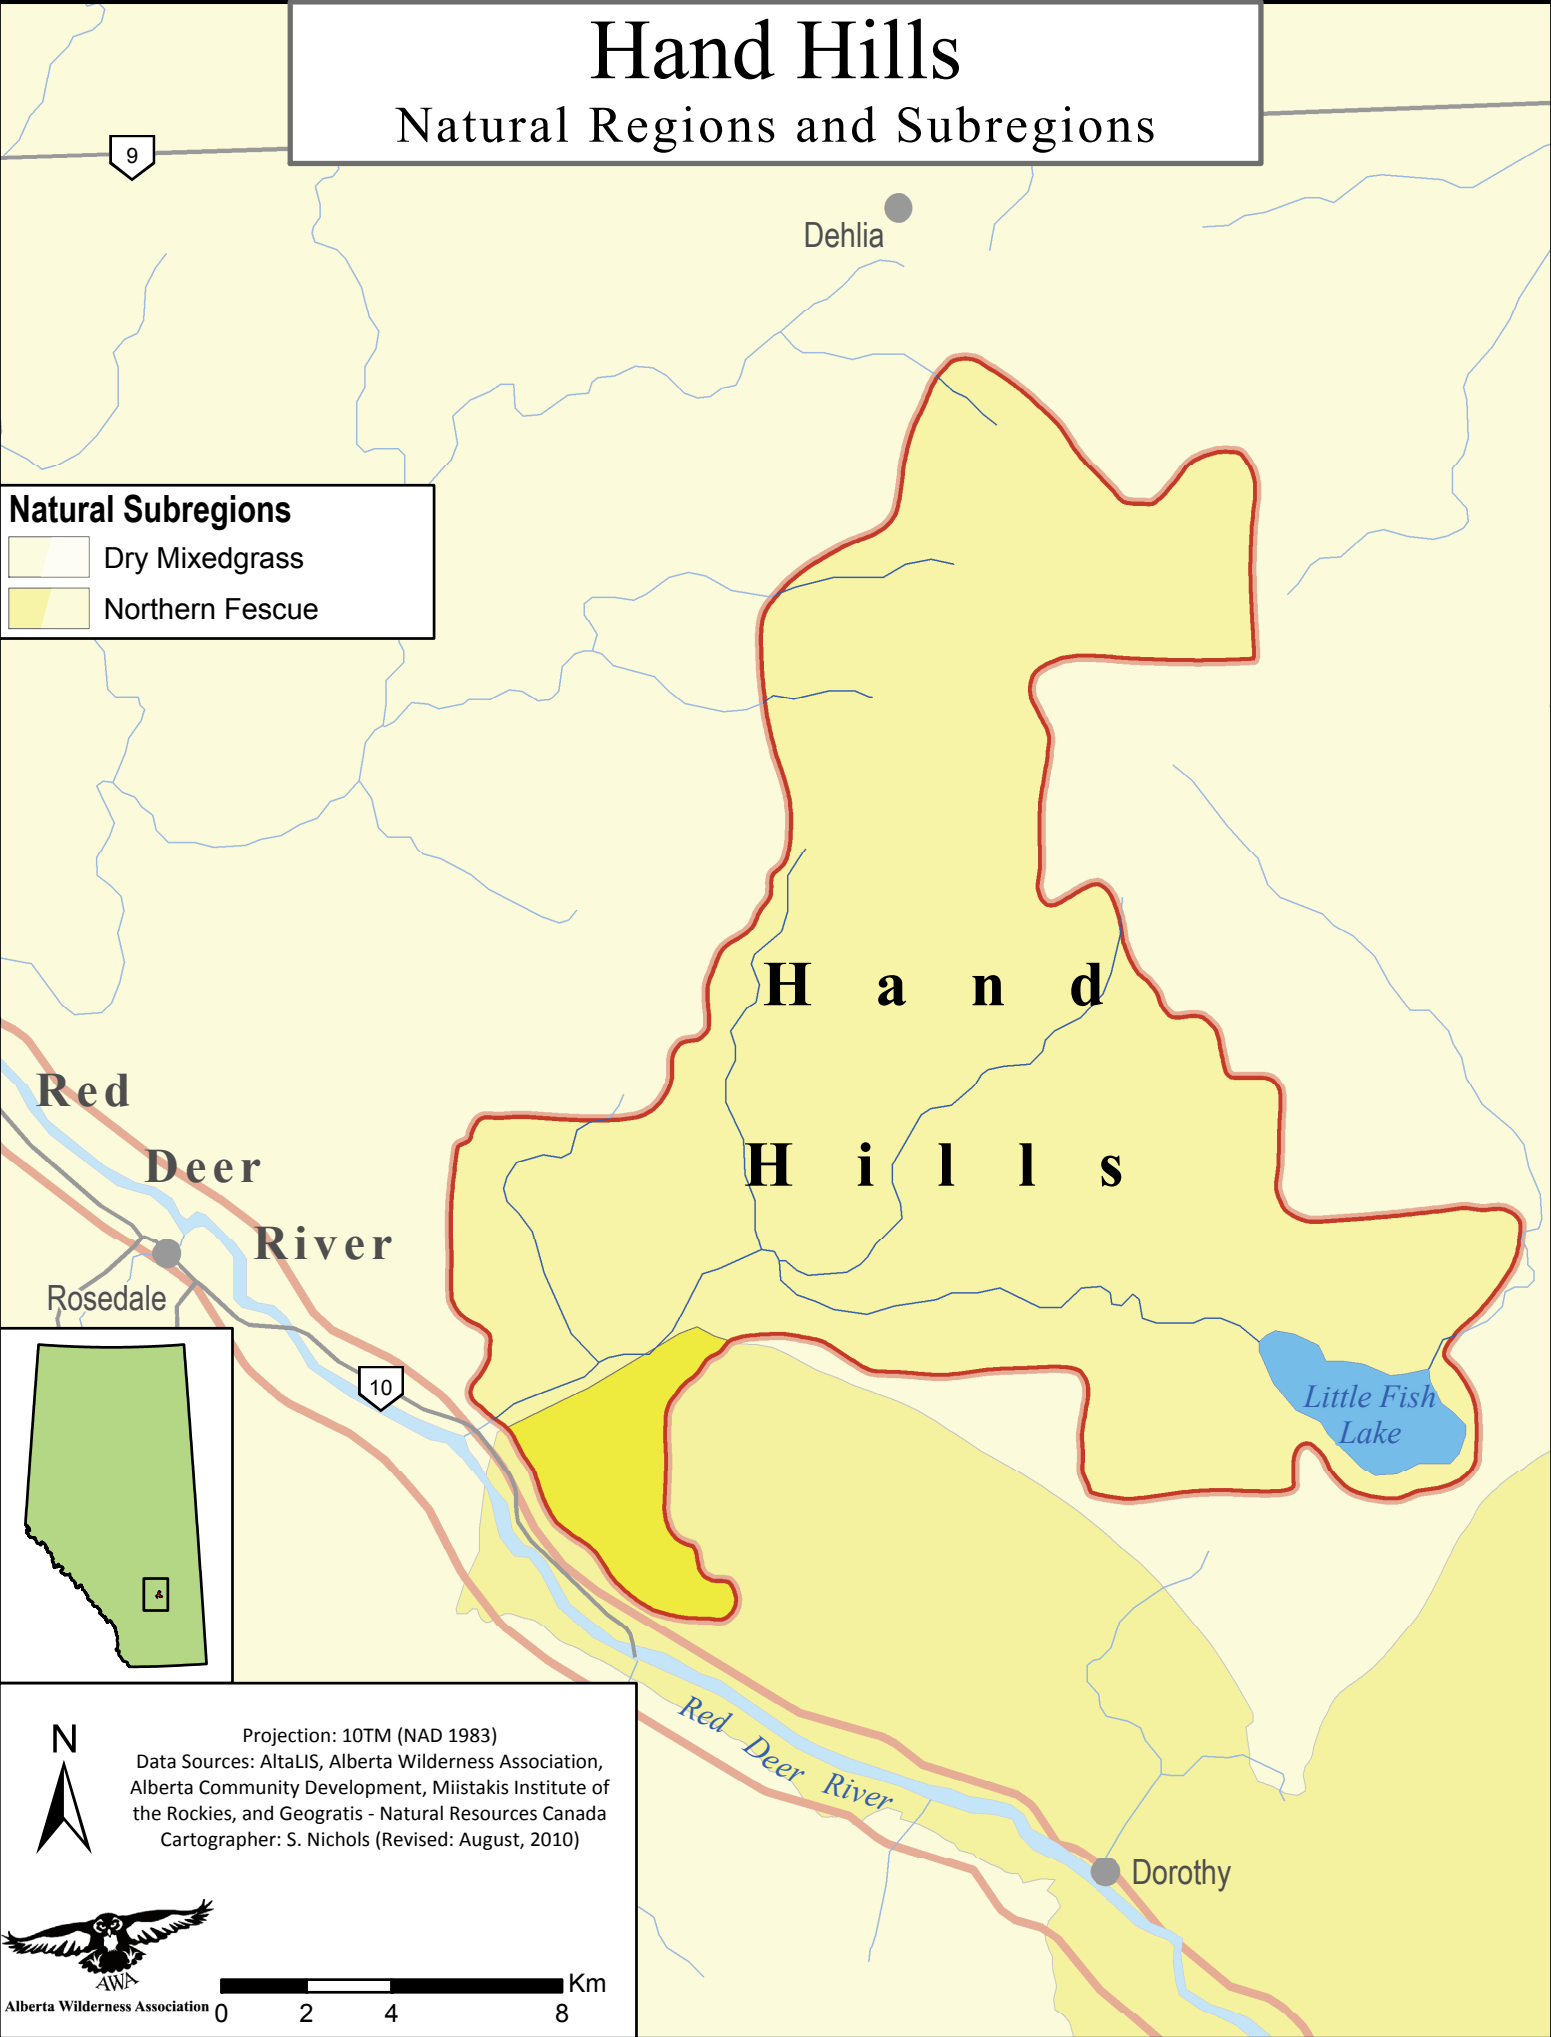 Hand Hills
Natural Regions and Subregions
9
Dehlia
Natural Subregions
Dry Mixedgrass
Northern Fescue
Hand
Hills
Red
Deer
River
Rosedale
10
Little Fish
Lake
Red Deer River
Dorothy
N
Projection: 10TM (NAD 1983)
Data Sources: AltaLIS, Alberta Wilderness Association,
Alberta Community Development, Miistakis Institute of
the Rockies, and Geogratis - Natural Resources Canada
Cartographer: S. Nichols (Revised: August, 2010)
AWA
Alberta Wilderness Association
Km
0 2 4 8